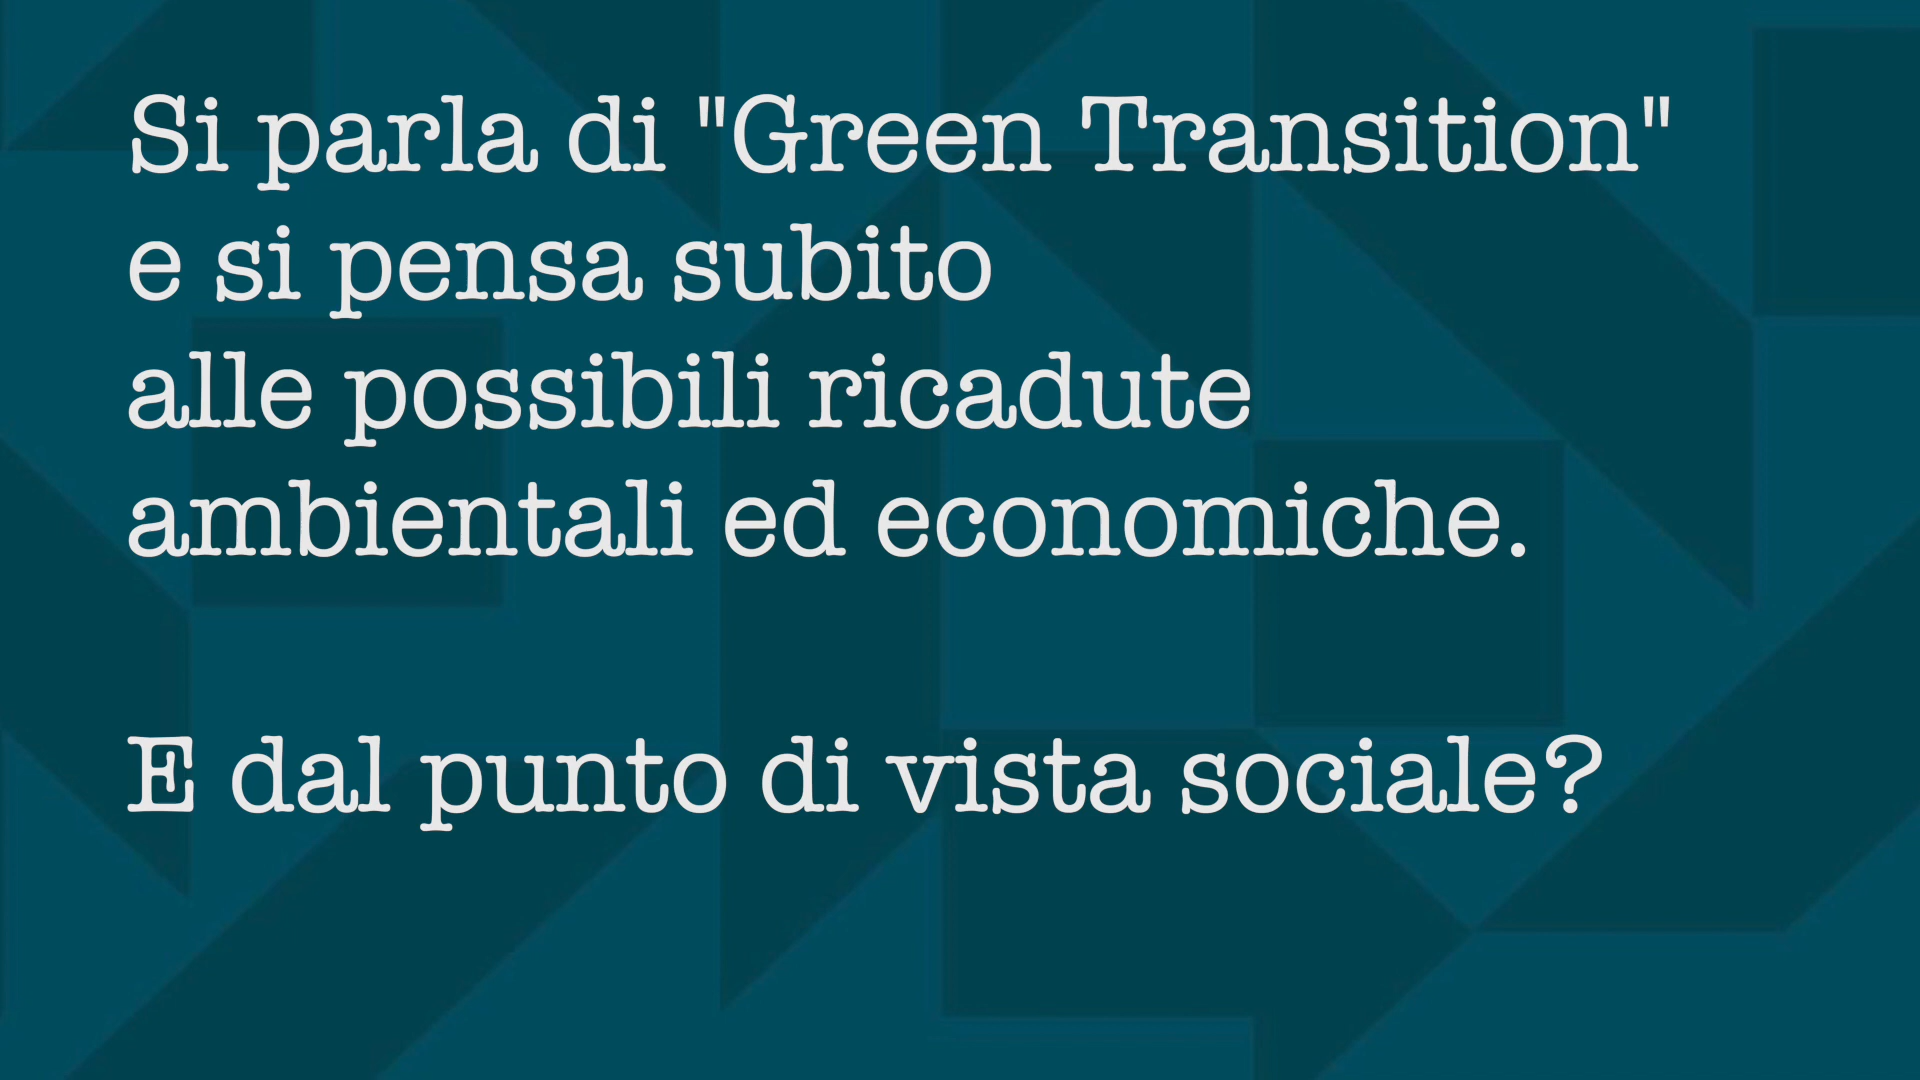 Si parla di "Green Transition"
e si pensa subito
alle possibili ricadute
ambientali ed economiche.
E dal punto di vista sociale?